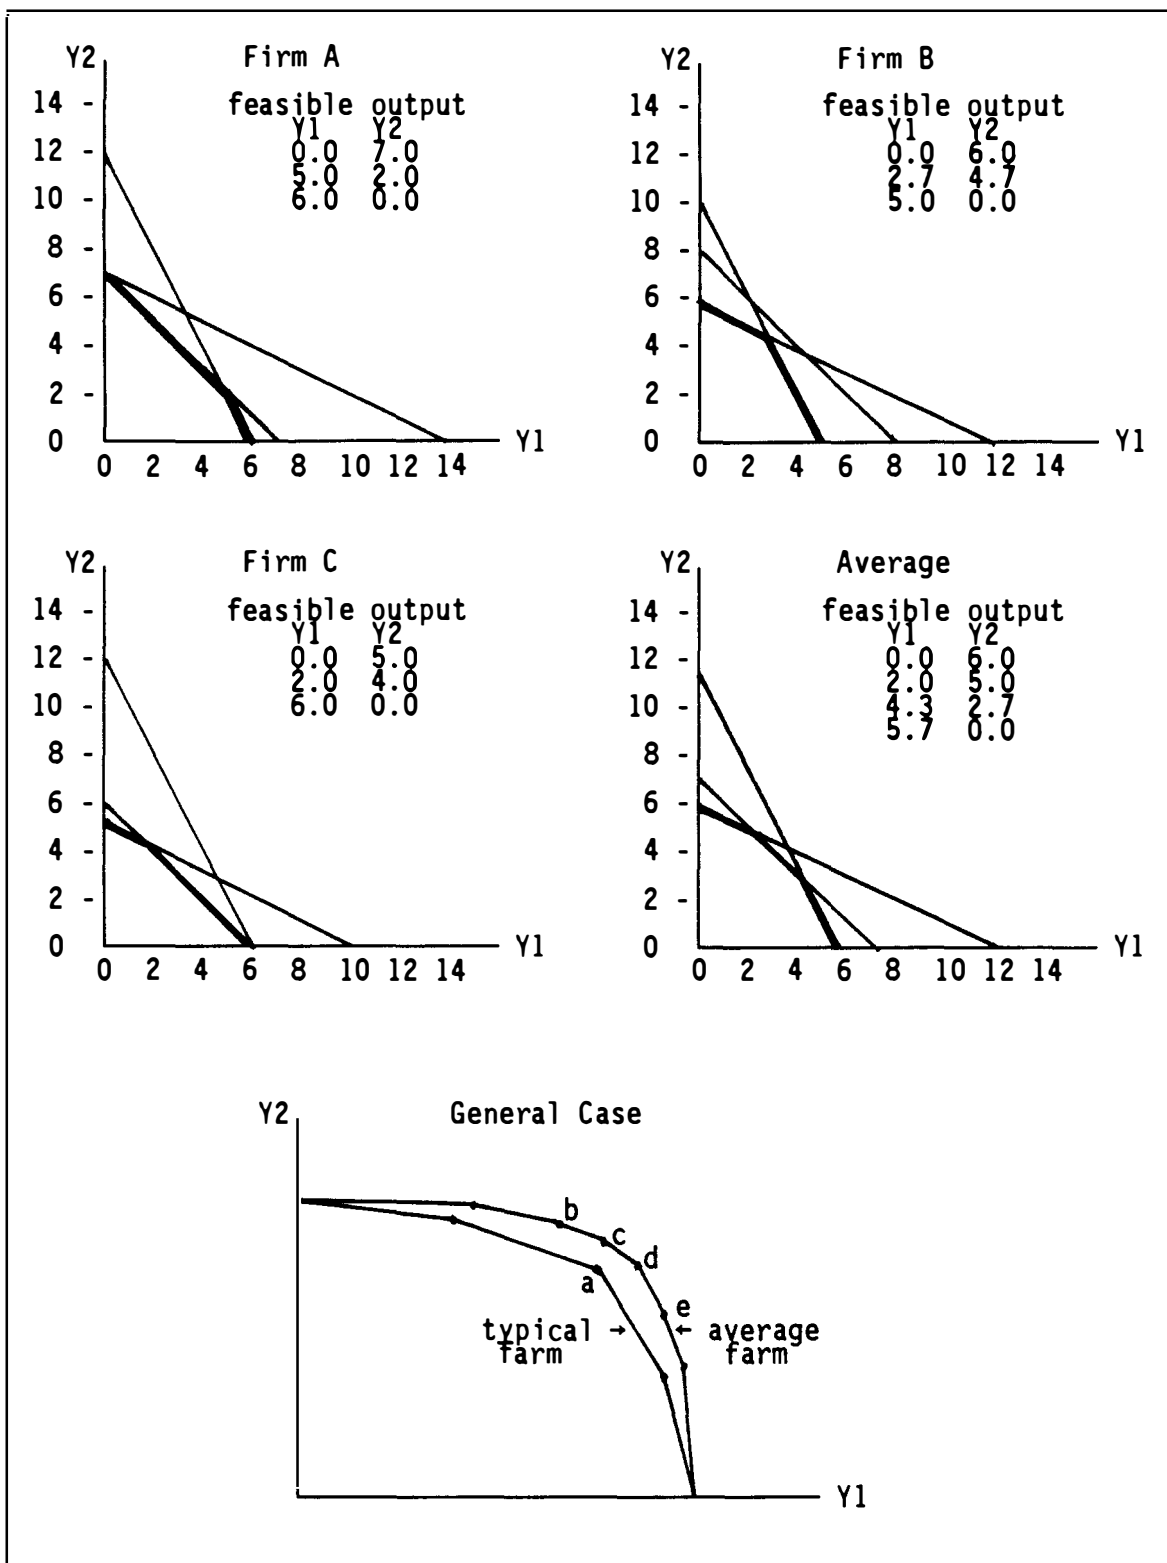 Y2 Firm A
14 -
feasible output
Y1 Y2
12 -
0.0 7.0
5.0 2.0
10 -
6.0 0.0
8 -
6 -
4 -
2 -
0
Y1
0 2 4 6 8 10 12 14
Y2 Firm B
14 -
feasible output
Y1 Y2
12 -
0.0 6.0
2.7 4.7
10 -
5.0 0.0
8 -
6 -
4 -
2 -
0
Y1
0 2 4 6 8 10 12 14
Y2 Firm C
14 -
feasible output
Y1 Y2
12 -
0.0 5.0
2.0 4.0
10 -
6.0 0.0
8 -
6 -
4 -
2 -
0
Y1
0 2 4 6 8 10 12 14
Y2 Average
14 -
feasible output
Y1 Y2
12 -
0.0 6.0
2.0 5.0
10 -
4.3 2.7
5.7 0.0
8 -
6 -
4 -
2 -
0
Y1
0 2 4 6 8 10 12 14
Y2 General Case
b
c
d
a
e
typical → ← average
farm farm
Y1